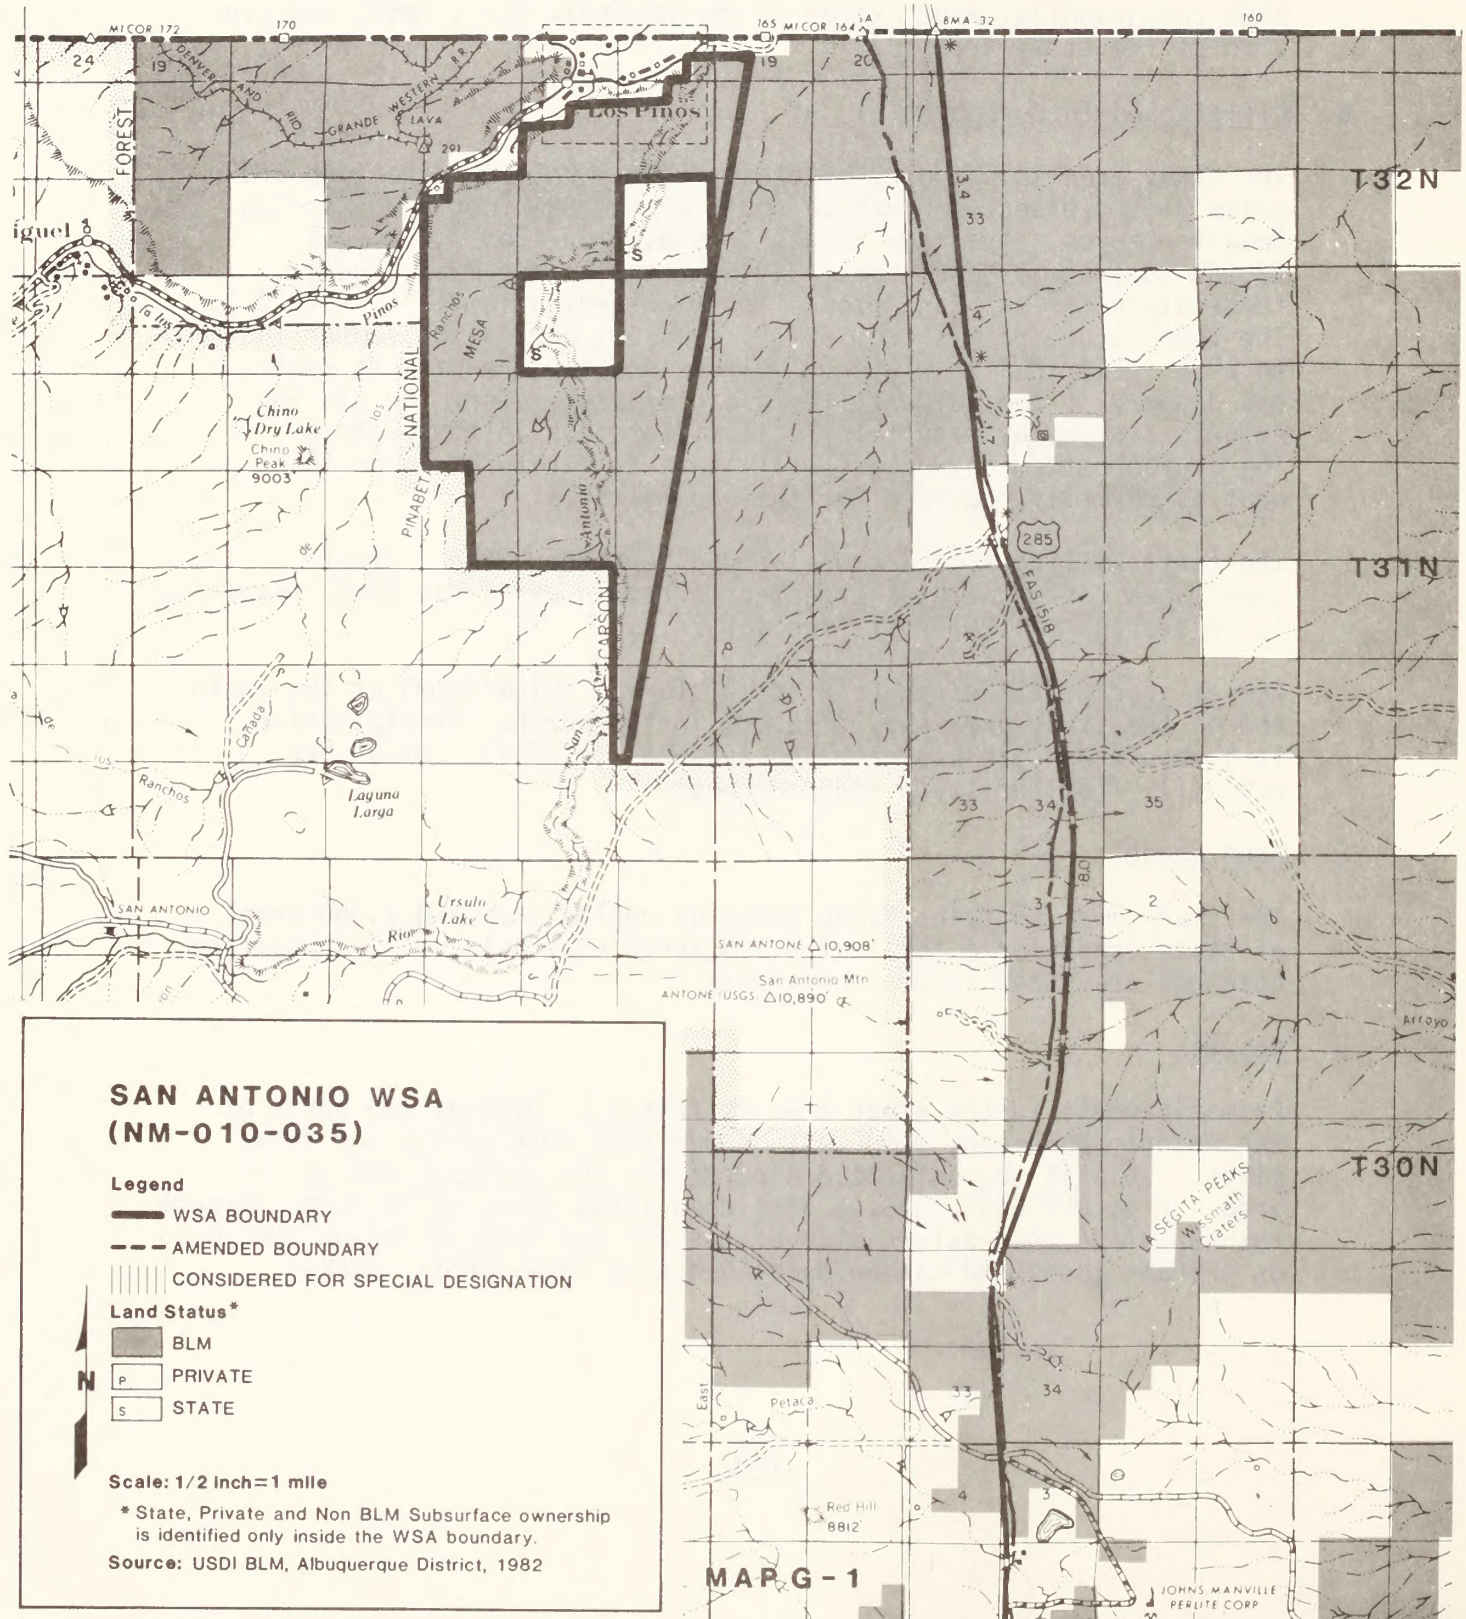 MICOR 172
170
165
MICOR 164
BMA-32
160
24
19
19
20
DENVER AND RIO GRANDE WESTERN RR.
LAVA
291
Los Pinos
FOREST
T32N
3.4
33
iguel
S
Pinos
Ranchos
MESA
S
4
NATIONAL
Chino
Dry Lake
Chino
Peak
9003'
los
PINABET
Antonio
de
285
T31N
FAS 1518
CARSON
San
Cañada
los
Ranchos
Laguna
Larga
33
34
35
8.0
SAN ANTONIO
Ursulo
Lake
Rio
3
2
SAN ANTONE 10,908'
San Antonio Mtn
ANTONE (USGS) 10,890'
Arroyo
T30N
LA SEGITA PEAKS
Wissmath
Craters
SAN ANTONIO WSA
(NM-010-035)
Legend
WSA BOUNDARY
AMENDED BOUNDARY
CONSIDERED FOR SPECIAL DESIGNATION
Land Status*
BLM
P PRIVATE
S STATE
N
Scale: 1/2 inch=1 mile
* State, Private and Non BLM Subsurface ownership
is identified only inside the WSA boundary.
Source: USDI BLM, Albuquerque District, 1982
East
Petaca
33
34
4
3
Red Hill
8812'
MAP G-1
JOHNS MANVILLE
PERLITE CORP